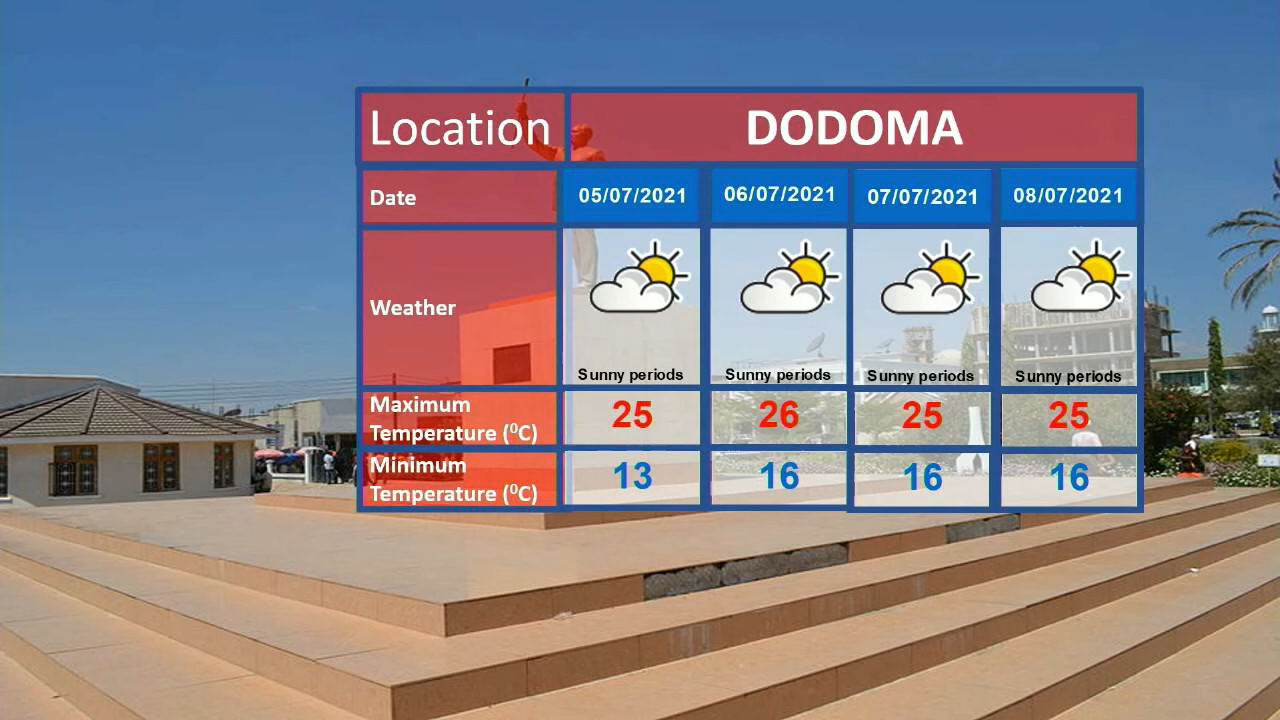 Location DODOMA
Date 05/07/2021 06/07/2021 07/07/2021 08/07/2021
Weather Sunny periods Sunny periods Sunny periods Sunny periods
Maximum
Temperature (⁰C) 25 26 25 25
Minimum
Temperature (⁰C) 13 16 16 16